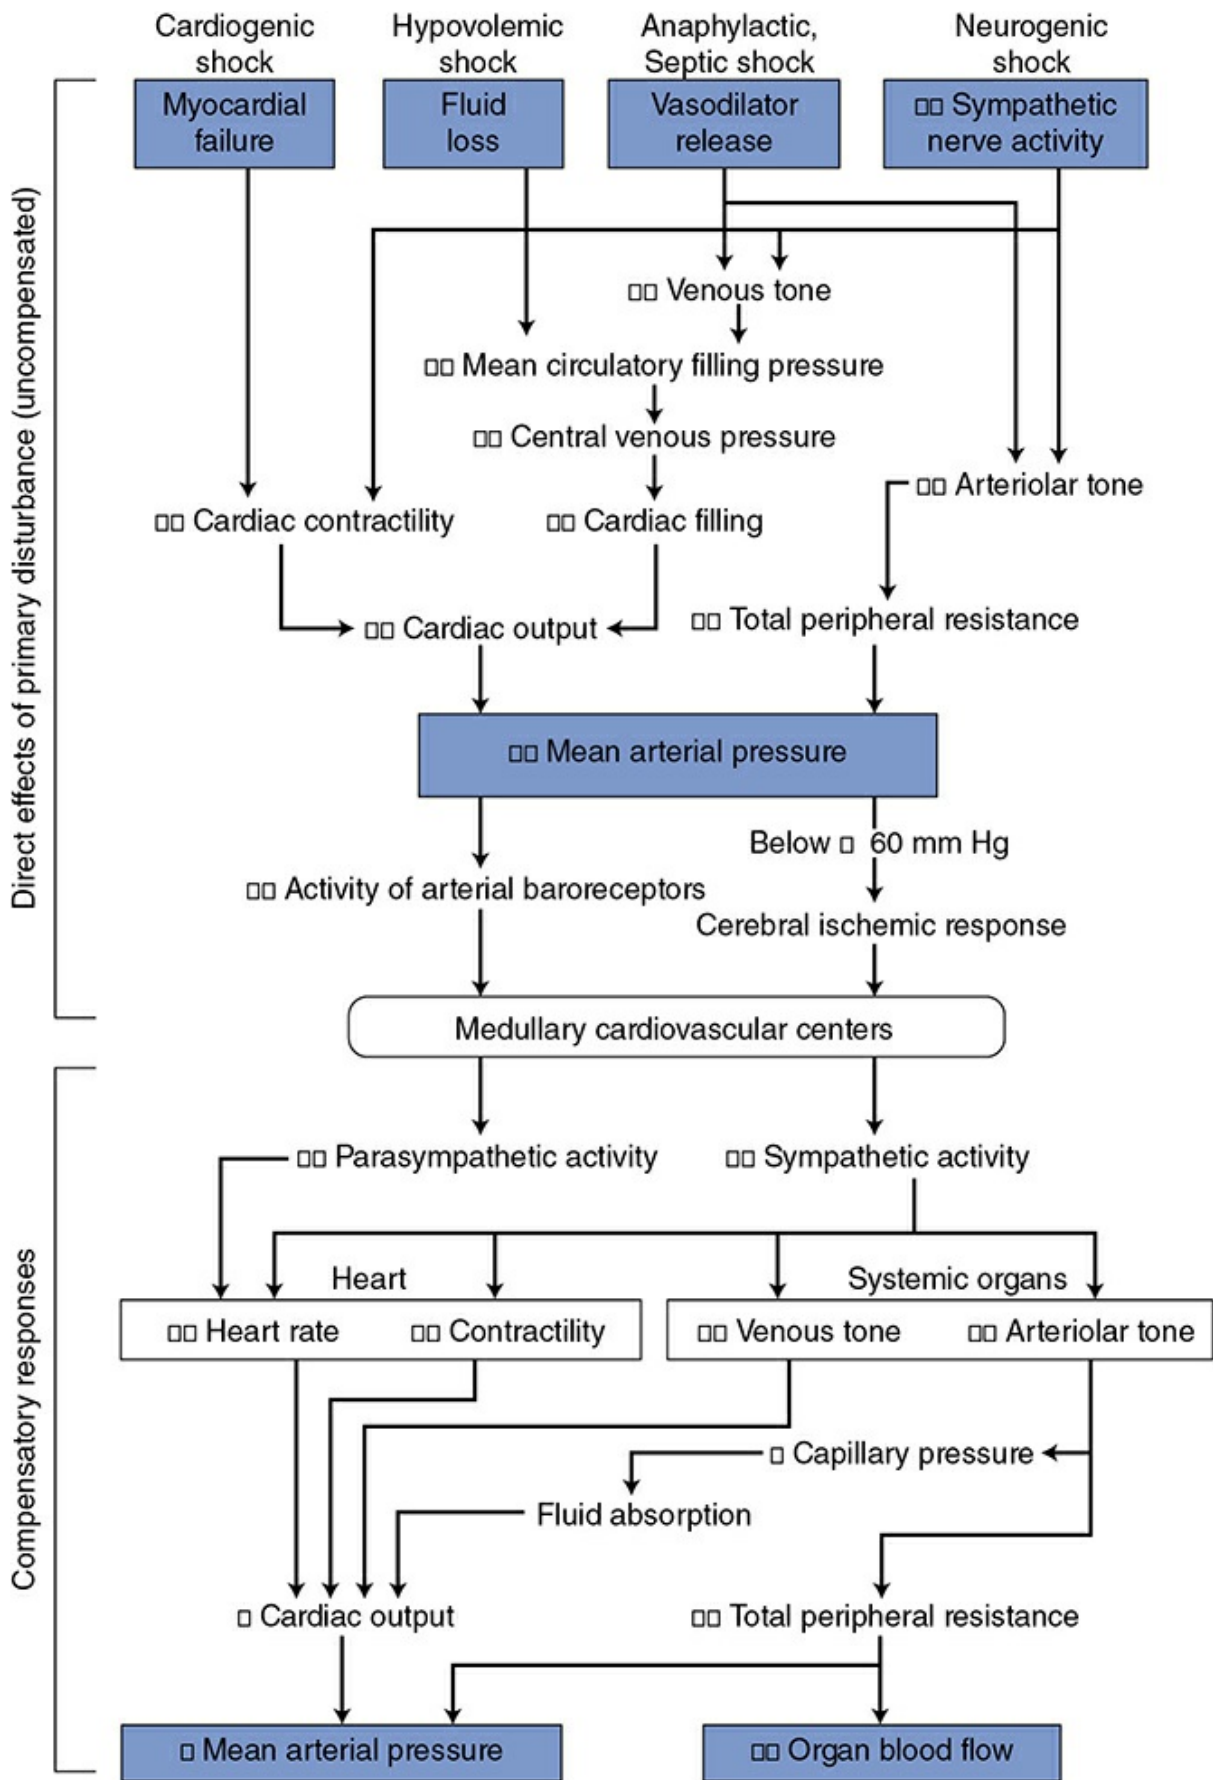 Cardiogenic shock
Hypovolemic shock
Anaphylactic, Septic shock
Neurogenic shock
Myocardial failure
Fluid loss
Vasodilator release
□□ Sympathetic nerve activity
Direct effects of primary disturbance (uncompensated)
□□ Venous tone
□□ Mean circulatory filling pressure
□□ Central venous pressure
□□ Arteriolar tone
□□ Cardiac contractility
□□ Cardiac filling
□□ Cardiac output
□□ Total peripheral resistance
□□ Mean arterial pressure
Below □ 60 mm Hg
□□ Activity of arterial baroreceptors
Cerebral ischemic response
Medullary cardiovascular centers
Compensatory responses
□□ Parasympathetic activity
□□ Sympathetic activity
Heart
Systemic organs
□□ Heart rate
□□ Contractility
□□ Venous tone
□□ Arteriolar tone
□ Capillary pressure
Fluid absorption
□ Cardiac output
□□ Total peripheral resistance
□ Mean arterial pressure
□□ Organ blood flow